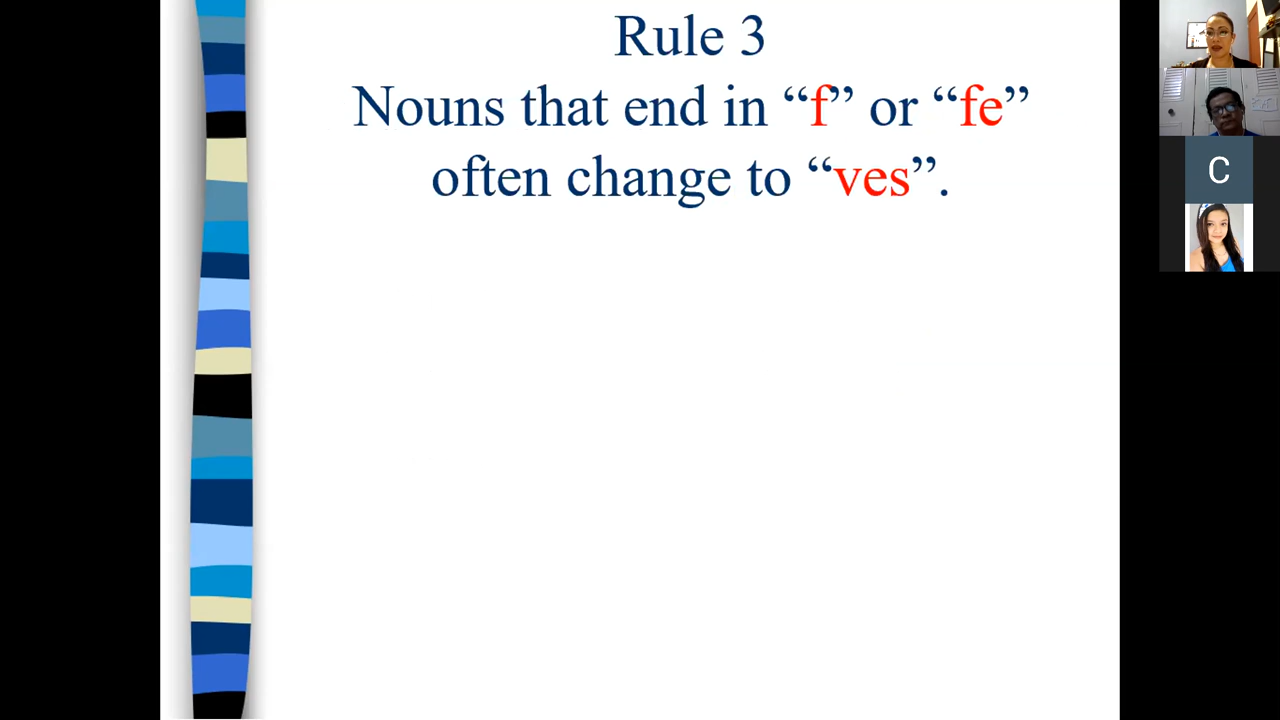 Rule 3
Nouns that end in “f” or “fe”
often change to “ves”.
C